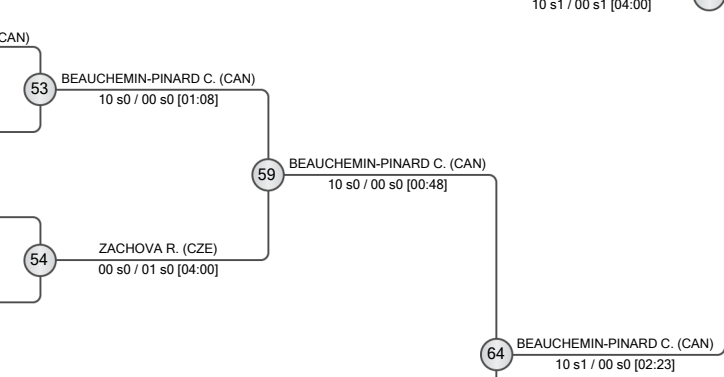 10 s1 / 00 s1 [04:00]
CAN)
53
BEAUCHEMIN-PINARD C. (CAN)
10 s0 / 00 s0 [01:08]
59
BEAUCHEMIN-PINARD C. (CAN)
10 s0 / 00 s0 [00:48]
54
ZACHOVA R. (CZE)
00 s0 / 01 s0 [04:00]
64
BEAUCHEMIN-PINARD C. (CAN)
10 s1 / 00 s0 [02:23]